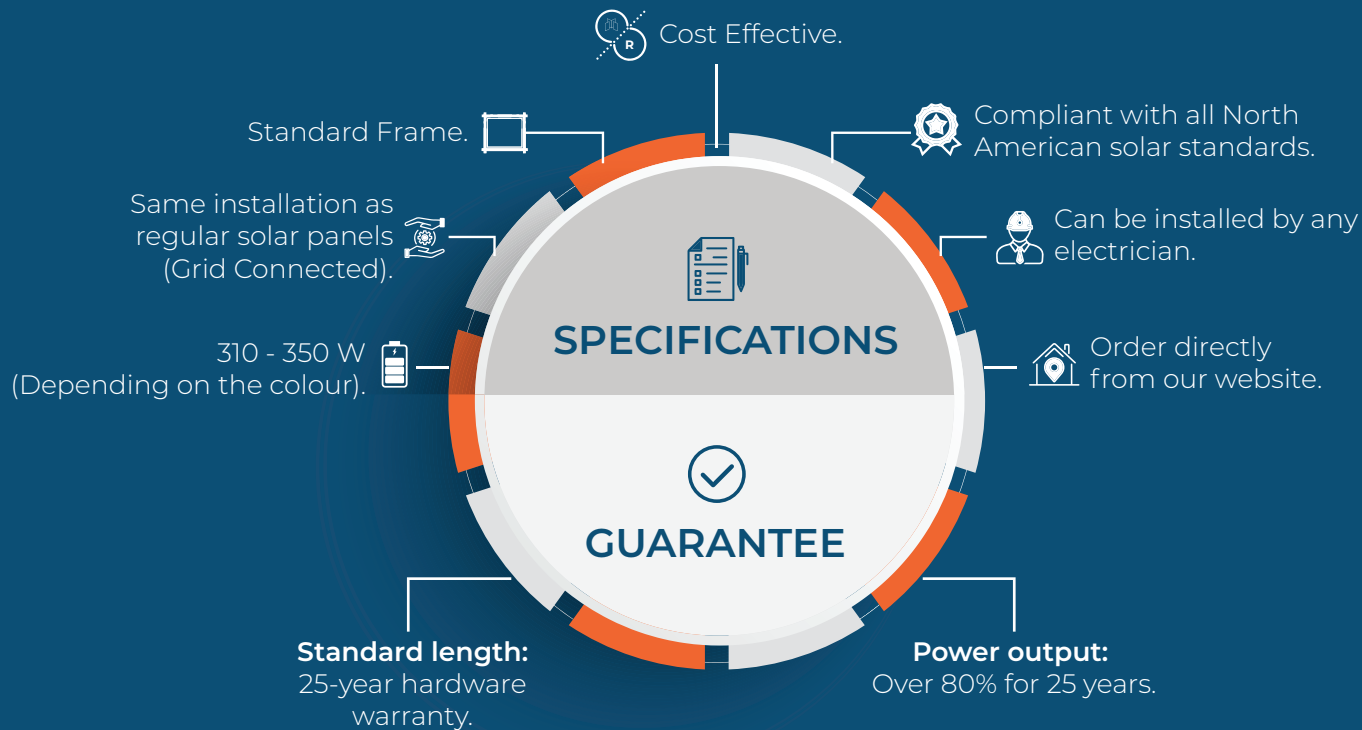 R
Cost Effective.
Standard Frame.
Compliant with all North
American solar standards.
Same installation as
regular solar panels
(Grid Connected).
Can be installed by any
electrician.
310 - 350 W
(Depending on the colour).
Order directly
from our website.
SPECIFICATIONS
GUARANTEE
Standard length:
25-year hardware
warranty.
Power output:
Over 80% for 25 years.